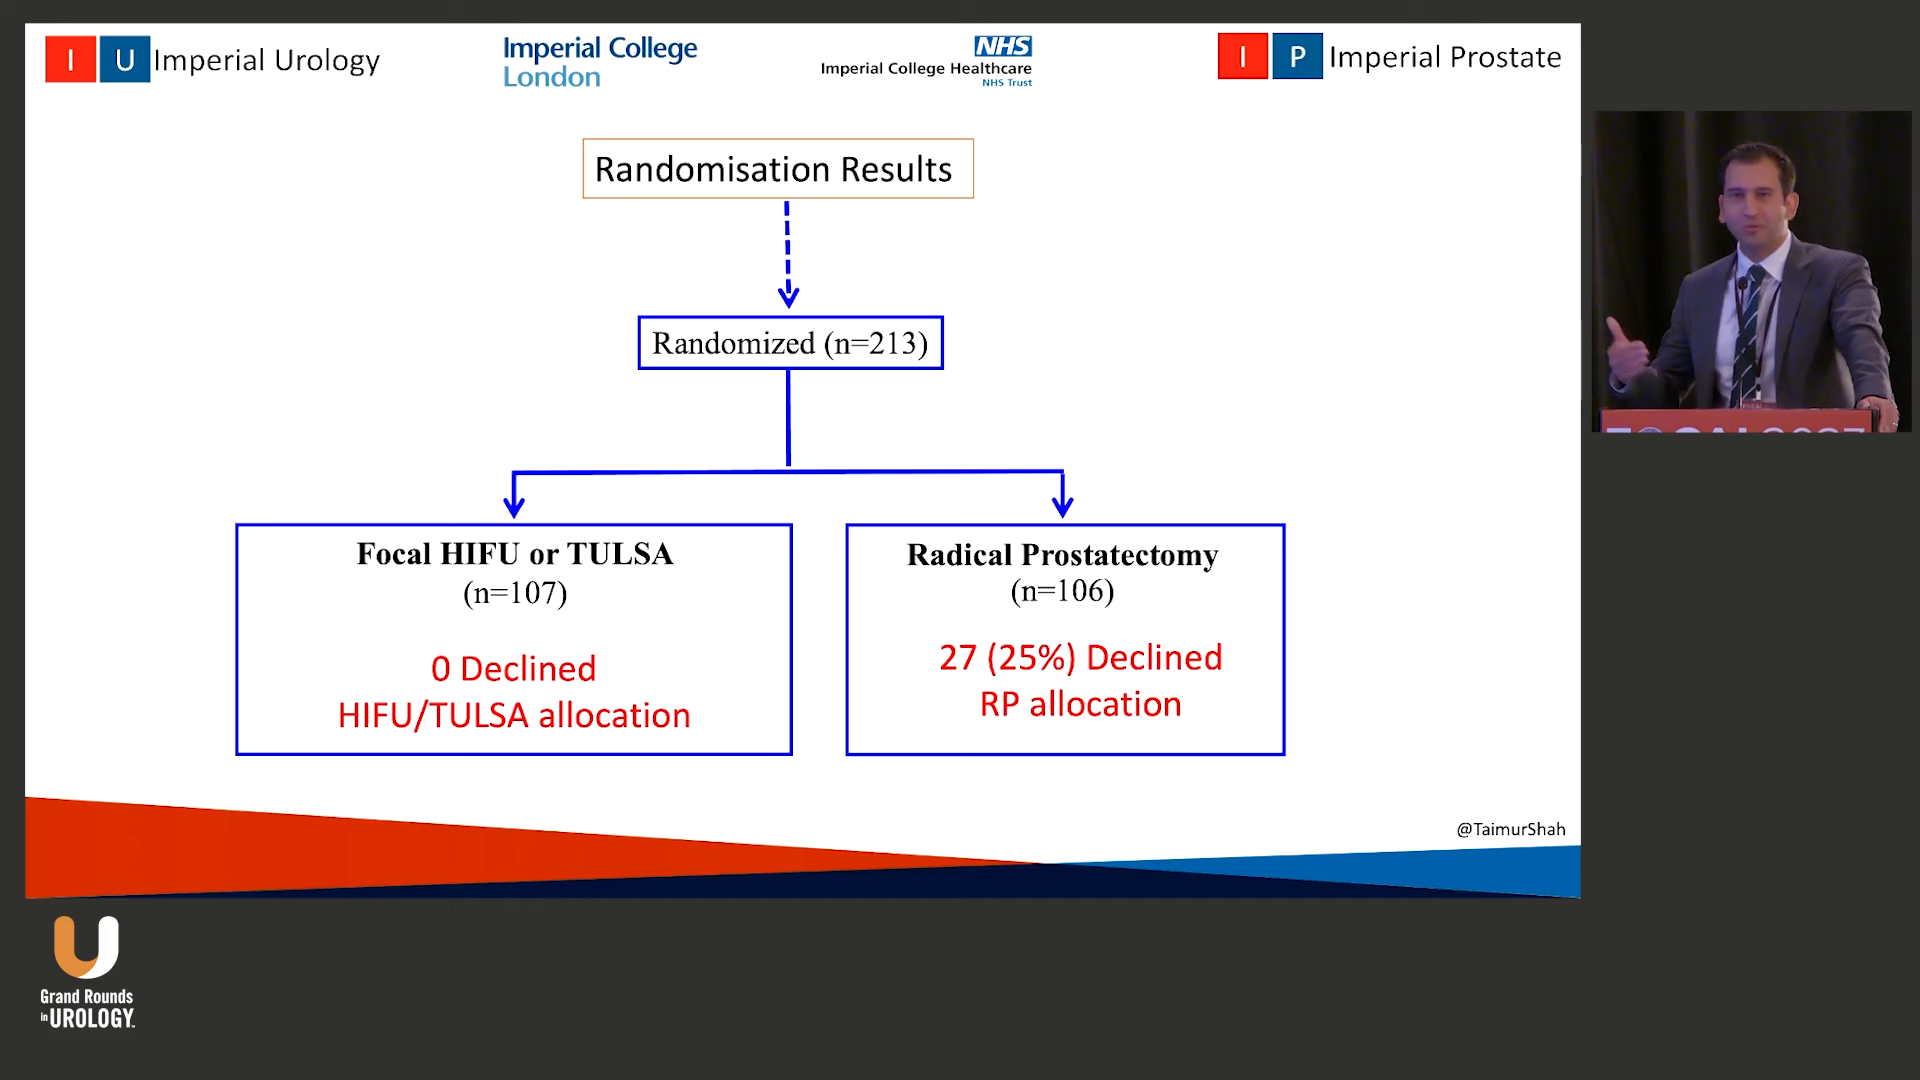 I U Imperial Urology
Imperial College
London
NHS
Imperial College Healthcare
NHS Trust
I P Imperial Prostate
Randomisation Results
Randomized (n=213)
Focal HIFU or TULSA
(n=107)
0 Declined
HIFU/TULSA allocation
Radical Prostatectomy
(n=106)
27 (25%) Declined
RP allocation
@TaimurShah
U
Grand Rounds
in UROLOGY